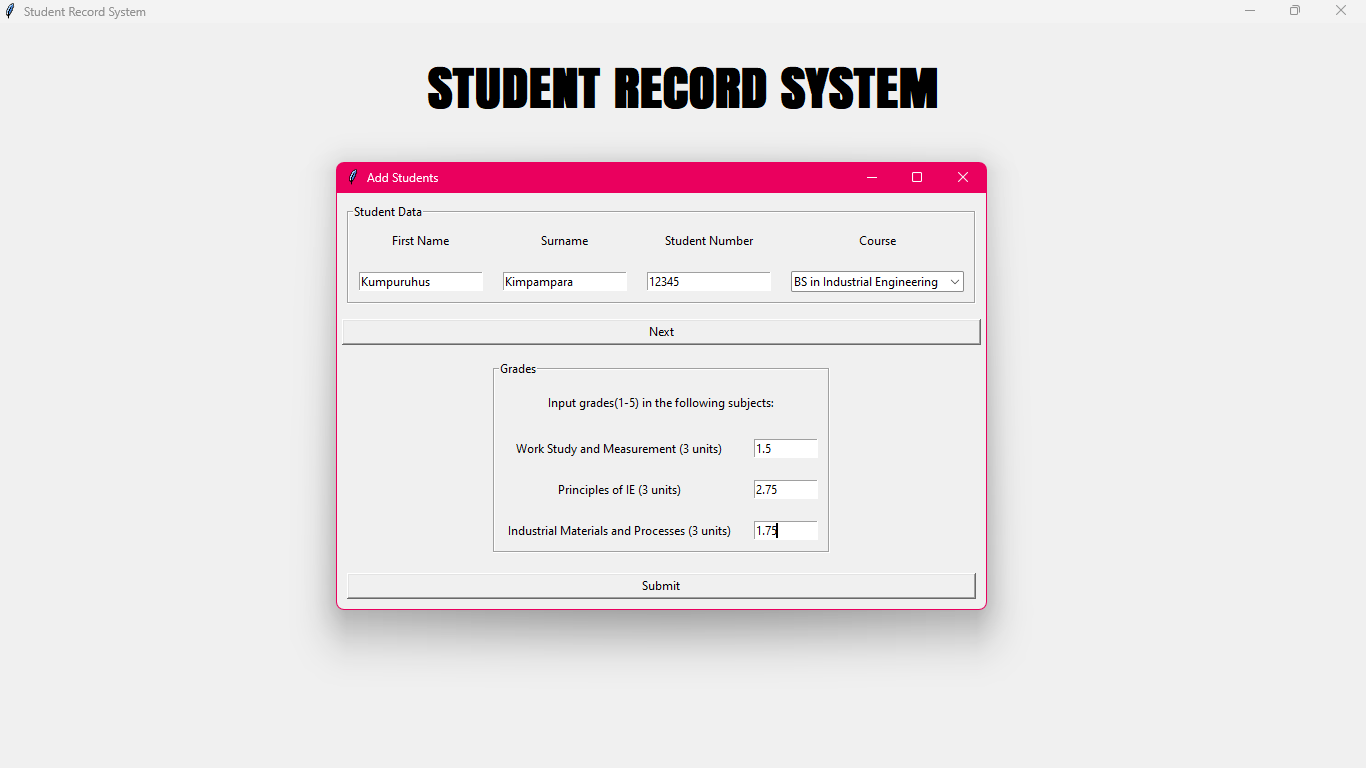 Student Record System
STUDENT RECORD SYSTEM
Add Students
Student Data
First Name Surname Student Number Course
Kumpuruhus Kimpampara 12345 BS in Industrial Engineering
Next
Grades
Input grades(1-5) in the following subjects:
Work Study and Measurement (3 units) 1.5
Principles of IE (3 units) 2.75
Industrial Materials and Processes (3 units) 1.75
Submit